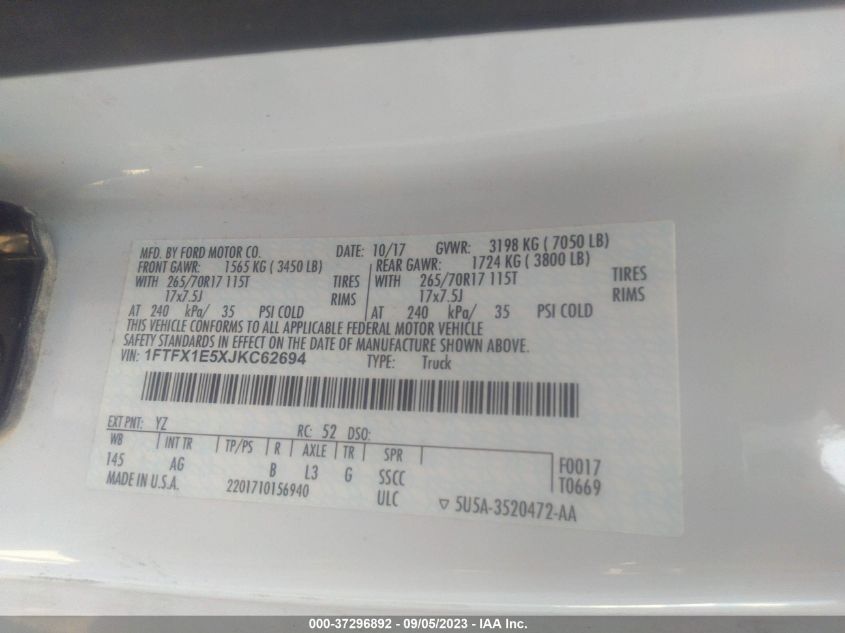 MFD. BY FORD MOTOR CO. DATE: 10/17 GVWR: 3198 KG ( 7050 LB)
FRONT GAWR: 1565 KG ( 3450 LB) REAR GAWR: 1724 KG ( 3800 LB)
WITH 265/70R17 115T TIRES WITH 265/70R17 115T TIRES
17x7.5J RIMS 17x7.5J RIMS
AT 240 kPa/ 35 PSI COLD AT 240 kPa/ 35 PSI COLD
THIS VEHICLE CONFORMS TO ALL APPLICABLE FEDERAL MOTOR VEHICLE
SAFETY STANDARDS IN EFFECT ON THE DATE OF MANUFACTURE SHOWN ABOVE.
VIN: 1FTFX1E5XJKC62694 TYPE: Truck
EXT PNT: YZ RC: 52 DSO:
WB INT TR TP/PS R AXLE TR SPR
145 AG B L3 G SSCC F0017
MADE IN U.S.A. 2201710156940 ULC T0669
▽ 5U5A-3520472-AA
000-37296892 - 09/05/2023 - IAA Inc.